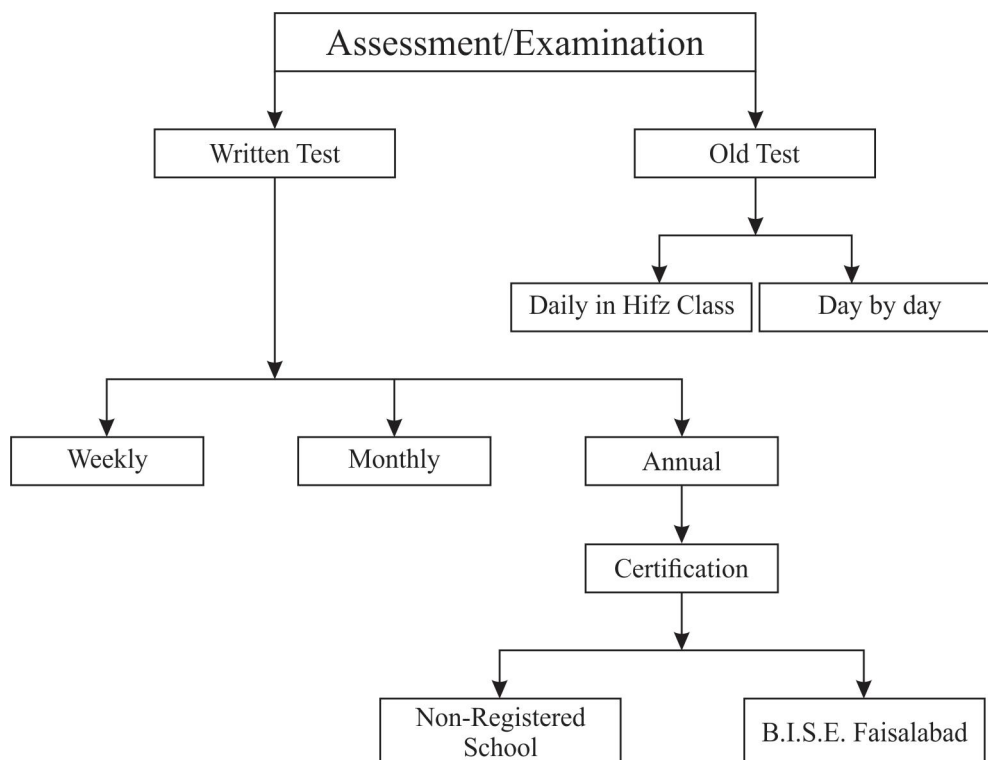 Assessment/Examination
Written Test
Old Test
Daily in Hifz Class
Day by day
Weekly
Monthly
Annual
Certification
Non-Registered
School
B.I.S.E. Faisalabad